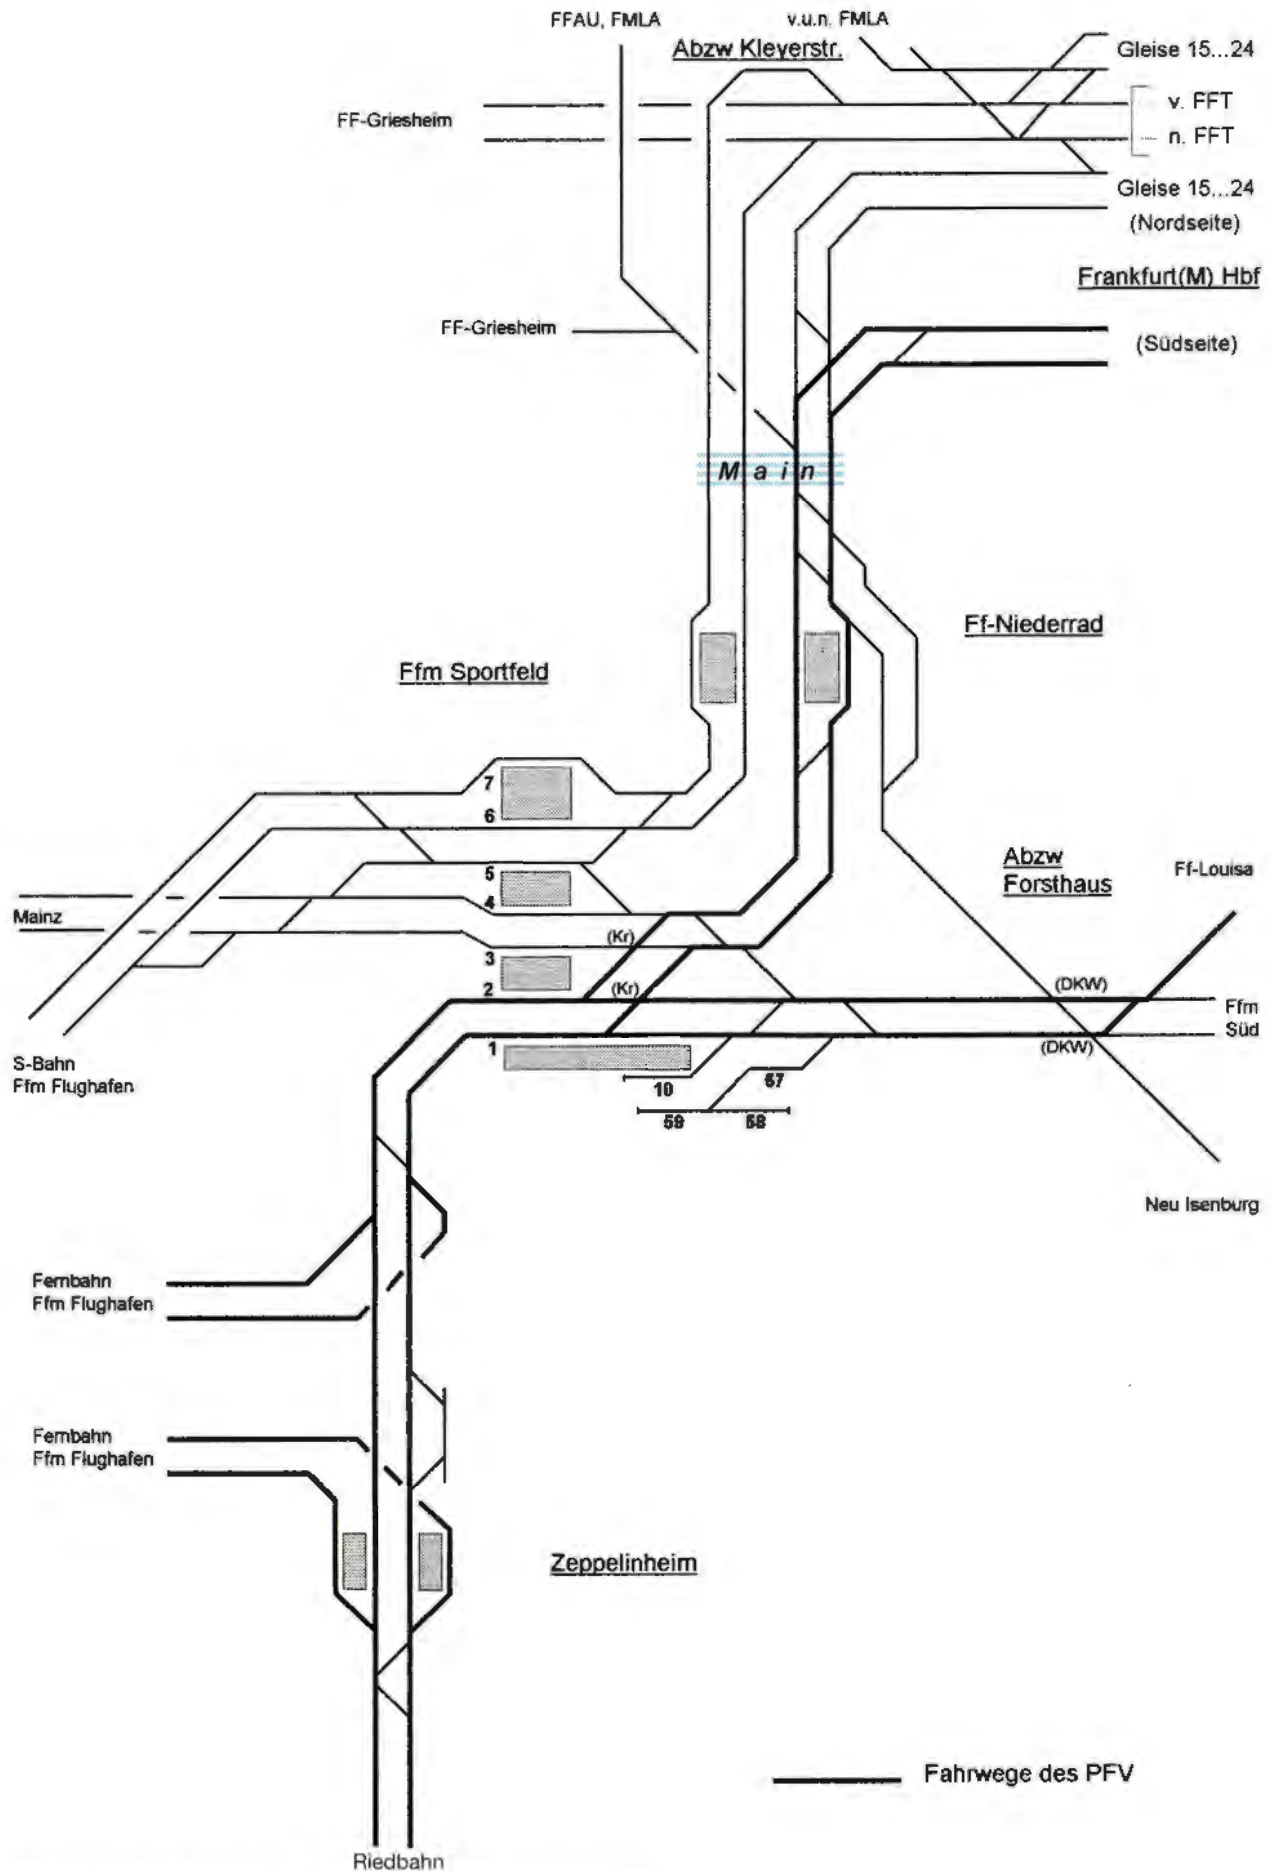 FFAU, FMLA
v.u.n. FMLA
Abzw Kleyerstr.
Gleise 15...24
v. FFT
FF-Griesheim
n. FFT
Gleise 15...24
(Nordseite)
Frankfurt(M) Hbf
FF-Griesheim
(Südseite)
Main
Ff-Niederrad
Ffm Sportfeld
7
6
Abzw
Forsthaus
Ff-Louisa
5
4
Mainz
(Kr)
3
2
(Kr)
(DKW)
Ffm
Süd
1
(DKW)
S-Bahn
Ffm Flughafen
10
57
59
58
Neu Isenburg
Fernbahn
Ffm Flughafen
Fernbahn
Ffm Flughafen
Zeppelinheim
Fahrwege des PFV
Riedbahn